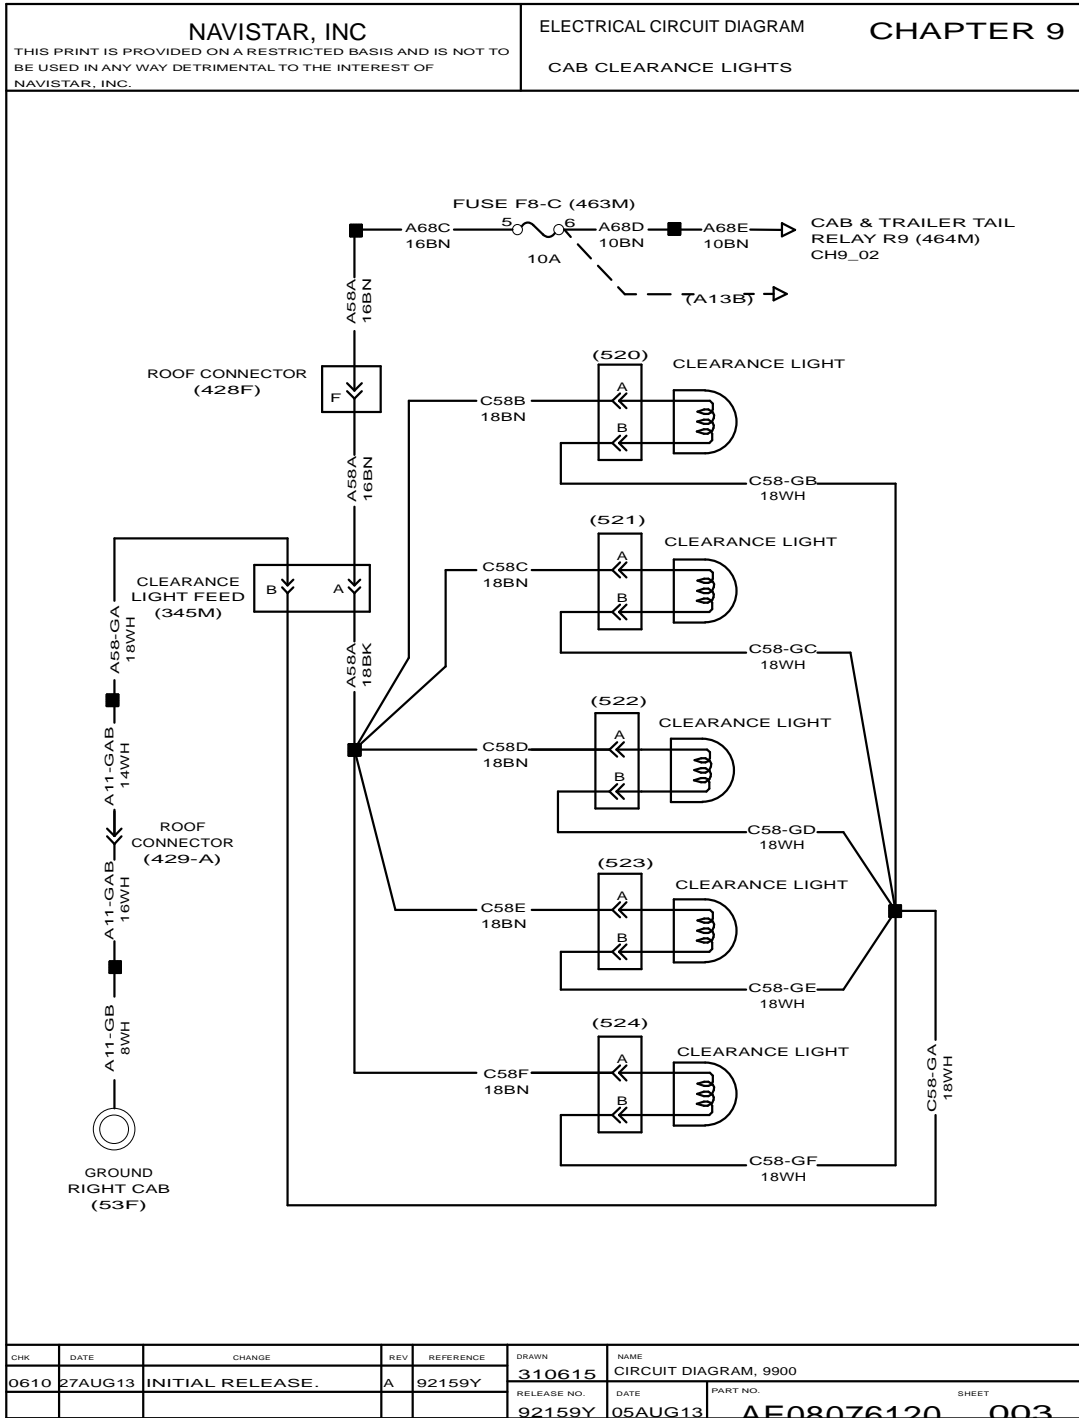 NAVISTAR, INC
THIS PRINT IS PROVIDED ON A RESTRICTED BASIS AND IS NOT TO
BE USED IN ANY WAY DETRIMENTAL TO THE INTEREST OF
NAVISTAR, INC.
ELECTRICAL CIRCUIT DIAGRAM
CAB CLEARANCE LIGHTS
CHAPTER 9
FUSE F8-C (463M)
A68C
16BN
5
6
10A
A68D
10BN
A68E
10BN
CAB & TRAILER TAIL
RELAY R9 (464M)
CH9_02
(A13B)
A58A
16BN
ROOF CONNECTOR
(428F)
F
A58A
16BN
(520)
CLEARANCE LIGHT
A
B
C58B
18BN
C58-GB
18WH
(521)
CLEARANCE LIGHT
A
B
C58C
18BN
C58-GC
18WH
CLEARANCE
LIGHT FEED
(345M)
B
A
A58-GA
18WH
A58A
18BK
(522)
CLEARANCE LIGHT
A
B
C58D
18BN
C58-GD
18WH
A11-GAB
14WH
ROOF
CONNECTOR
(429-A)
A11-GAB
16WH
(523)
CLEARANCE LIGHT
A
B
C58E
18BN
C58-GE
18WH
A11-GB
8WH
(524)
CLEARANCE LIGHT
A
B
C58F
18BN
C58-GF
18WH
C58-GA
18WH
GROUND
RIGHT CAB
(53F)
CHK DATE CHANGE REV REFERENCE
0610 27AUG13 INITIAL RELEASE. A 92159Y
DRAWN
310615
NAME
CIRCUIT DIAGRAM, 9900
RELEASE NO.
92159Y
DATE
05AUG13
PART NO.
AE08076120
SHEET
003